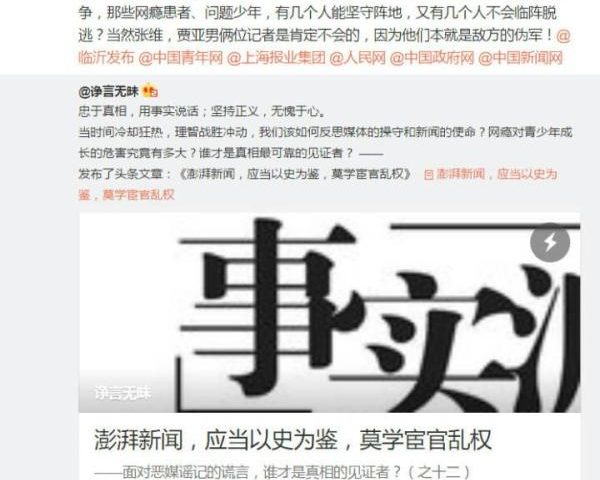 争，那些网瘾患者、问题少年，有几个人能坚守阵地，又有几个人不会临阵脱
逃？当然张维，贾亚男俩位记者是肯定不会的，因为他们本就是敌方的伪军！@
临沂发布 @中国青年网 @上海报业集团 @人民网 @中国政府网 @中国新闻网
@诤言无昧
忠于真相，用事实说话；坚持正义，无愧于心。
当时间冷却狂热，理智战胜冲动，我们该如何反思媒体的操守和新闻的使命？网瘾对青少年成
长的危害究竟有多大？谁才是真相最可靠的见证者？ ——
发布了头条文章：《澎湃新闻，应当以史为鉴，莫学宦官乱权》 澎湃新闻，应当以史为
鉴，莫学宦官乱权
事实
诤言无昧
澎湃新闻，应当以史为鉴，莫学宦官乱权
——面对恶媒谣记的谎言，谁才是真相的见证者？（之十二）